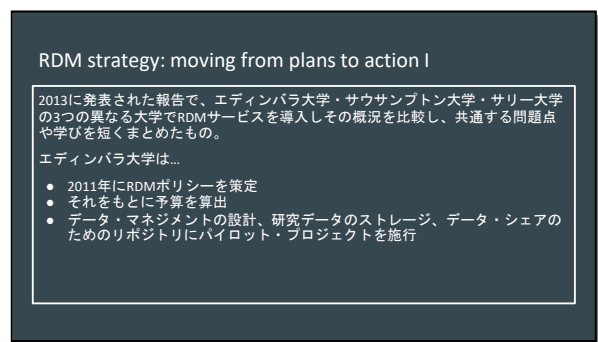 RDM strategy: moving from plans to action I
2013に発表された報告で、エディンバラ大学・サウサンプトン大学・サリー大学
の3つの異なる大学でRDMサービスを導入しその概況を比較し、共通する問題点
や学びを短くまとめたもの。
エディンバラ大学は…
● 2011年にRDMポリシーを策定
● それをもとに予算を算出
● データ・マネジメントの設計、研究データのストレージ、データ・シェアの
ためのリポジトリにパイロット・プロジェクトを施行